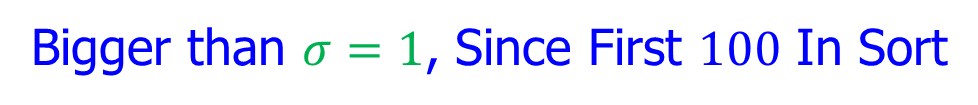 Bigger than σ = 1, Since First 100 In Sort